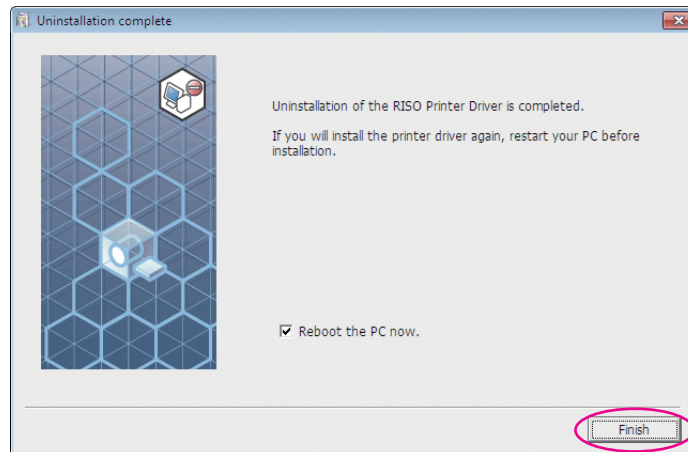 Uninstallation complete
Uninstallation of the RISO Printer Driver is completed.
If you will install the printer driver again, restart your PC before
installation.
Reboot the PC now.
Finish